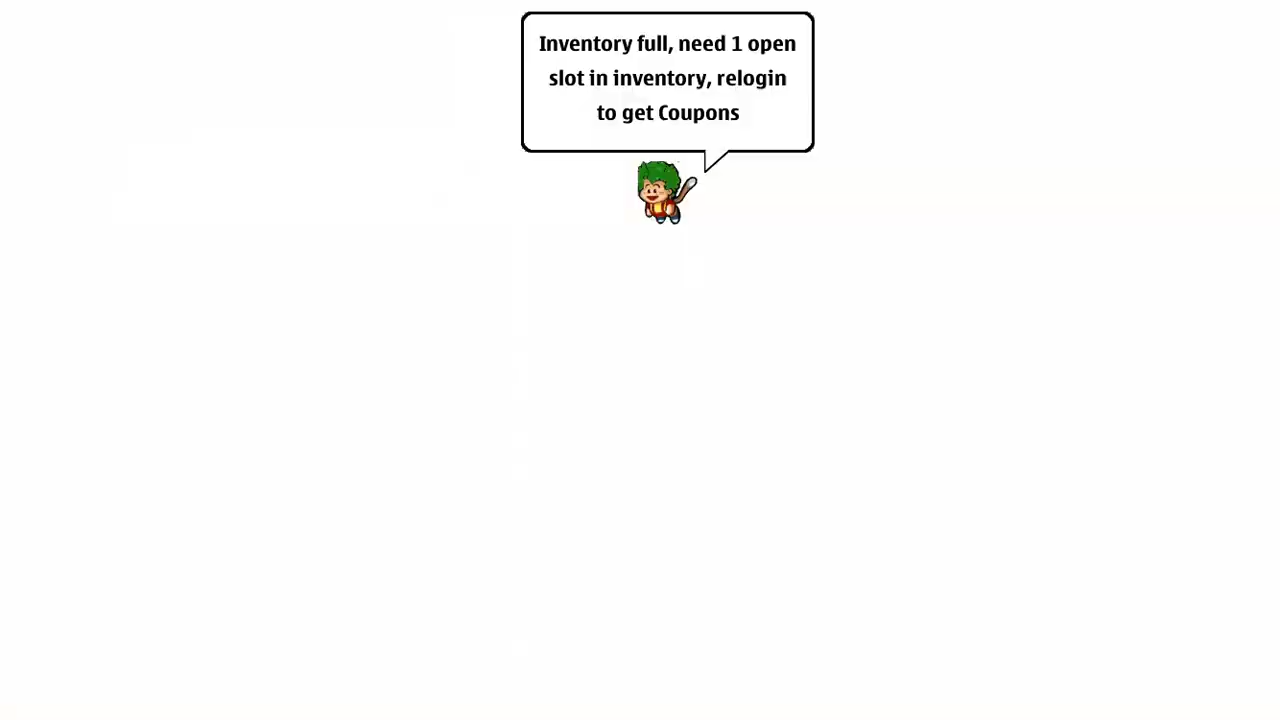 Inventory full, need 1 open
slot in inventory, relogin
to get Coupons